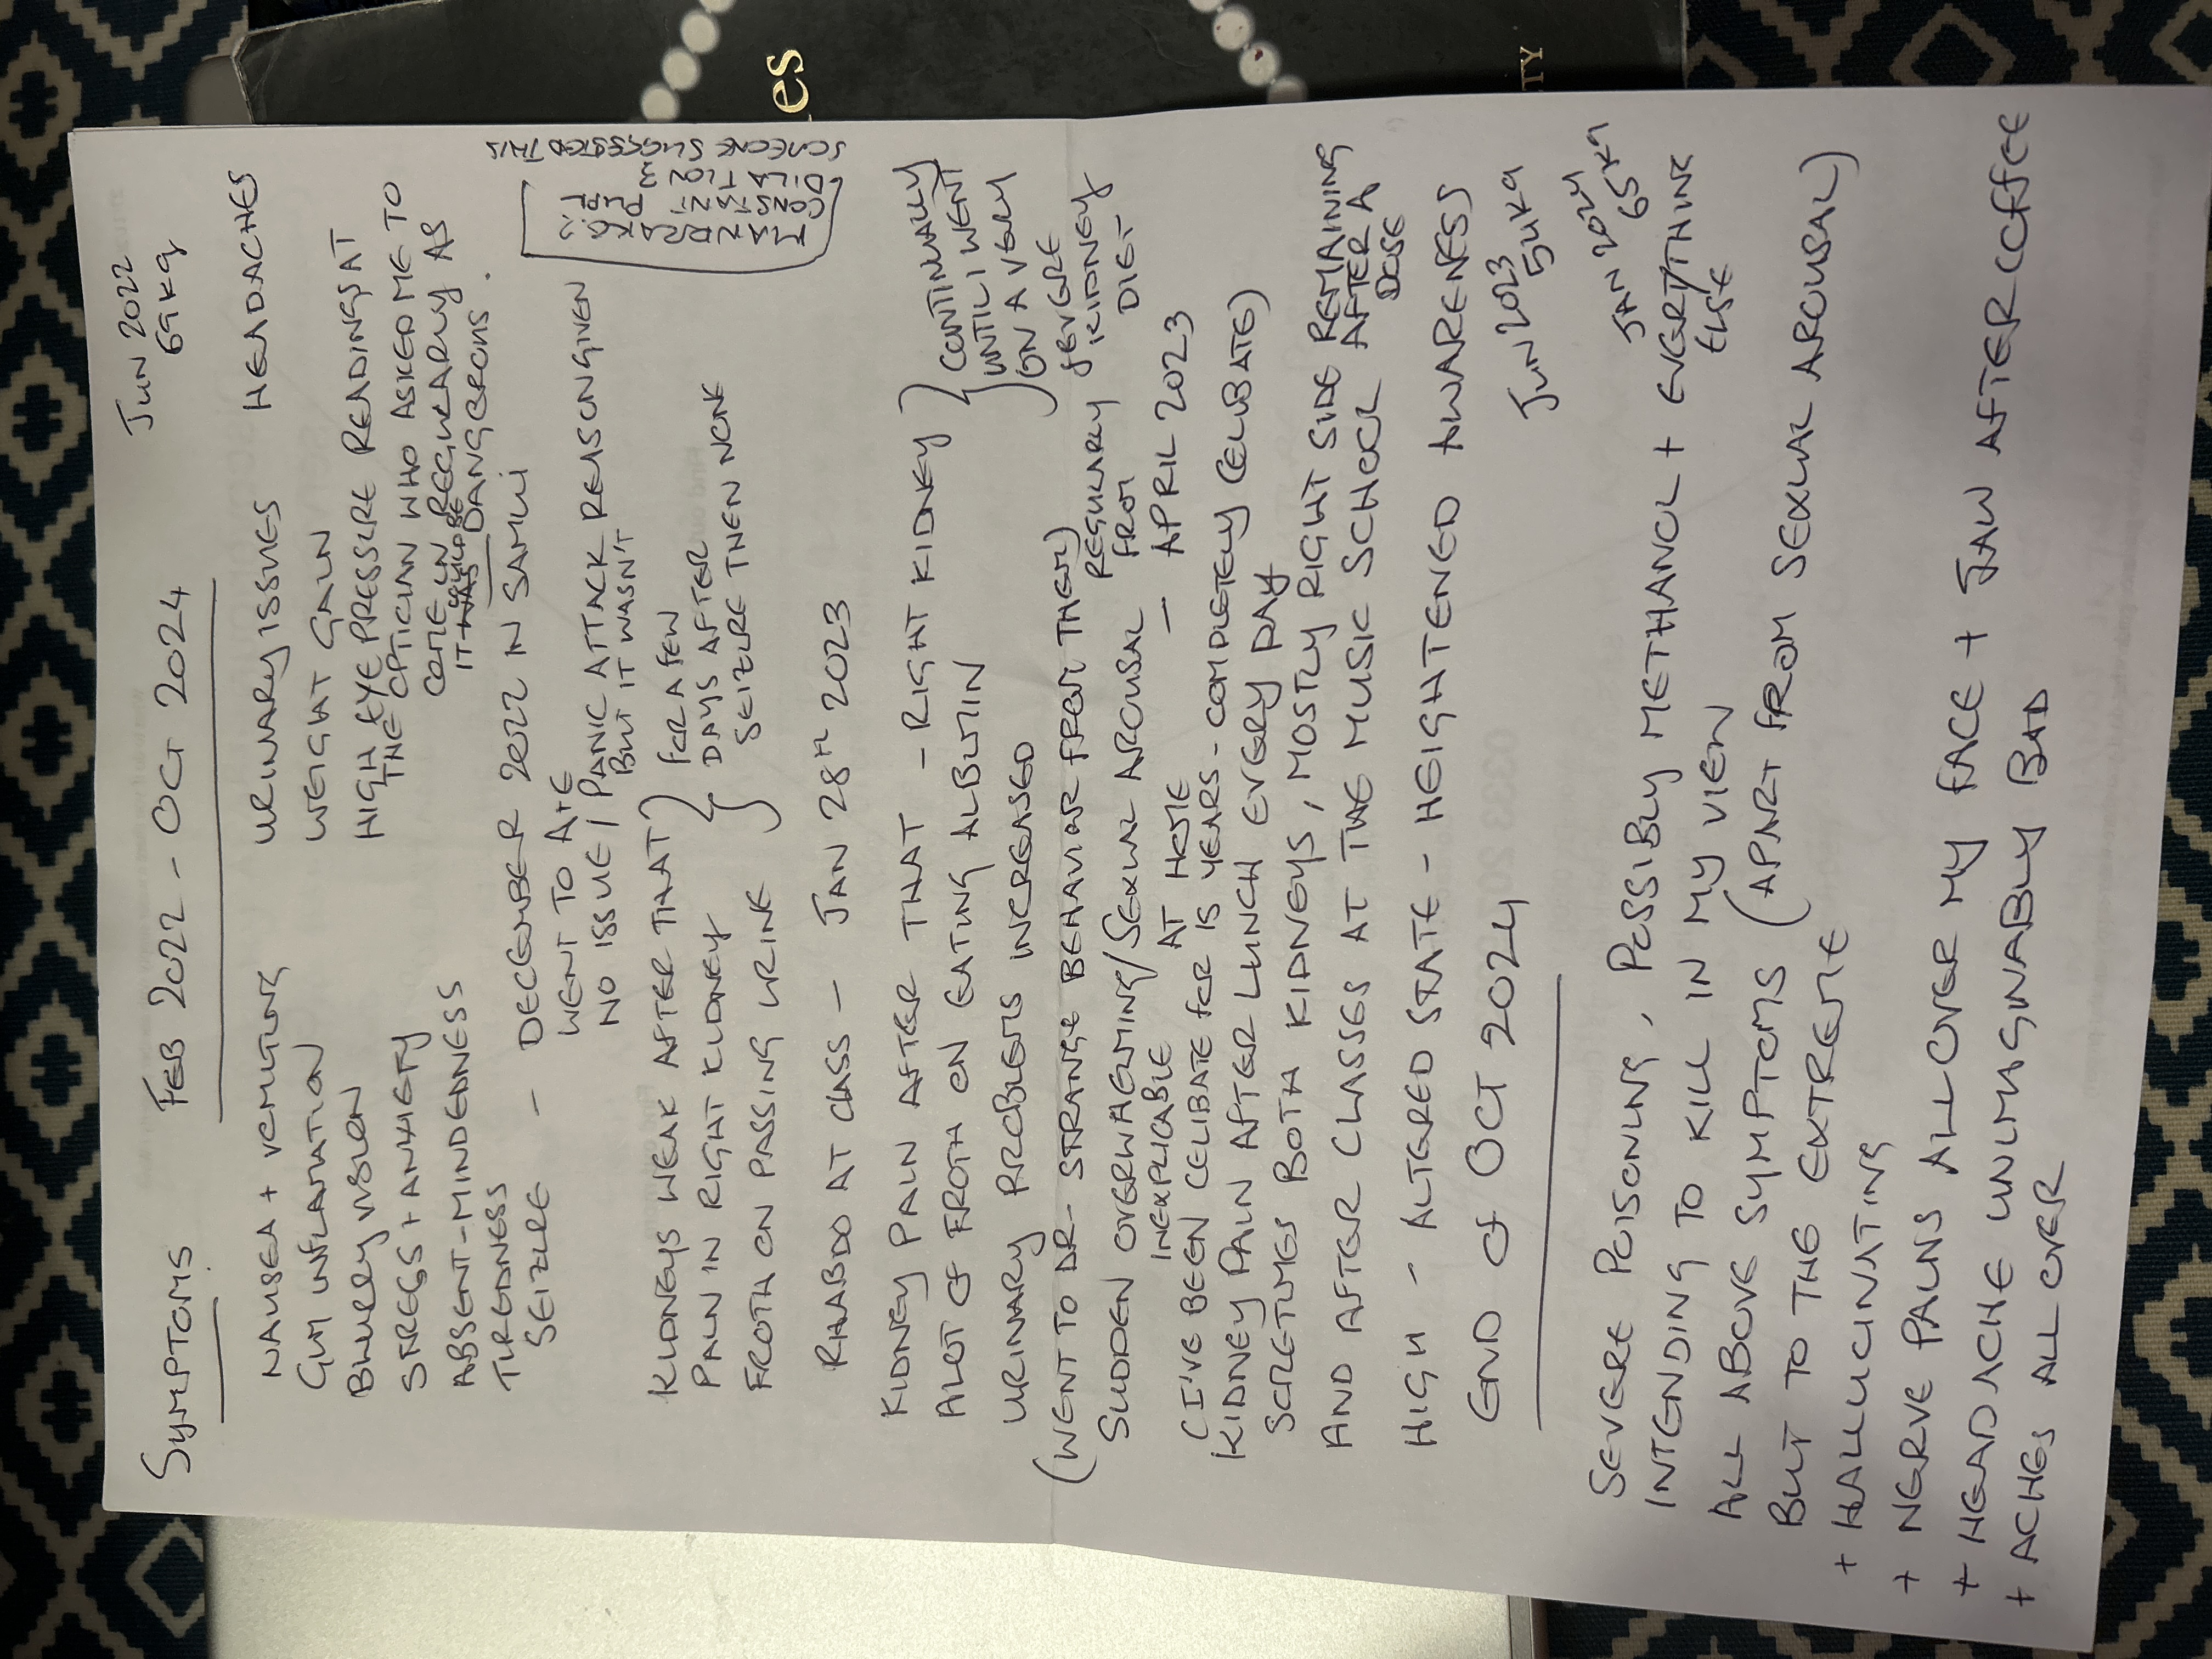 SYMPTOMS FEB 2022 - OCT 2024
JUN 2022
69KG
NAUSEA + VOMITING
GUM INFLAMATION
BLURRY VISION
STRESS + ANXIETY
ABSENT-MINDEDNESS
TIREDNESS
URINARY ISSUES
HEADACHES
WEIGHT GAIN
HIGH EYE PRESSURE READINGS AT
THE OPTICIAN WHO ASKED ME TO
COME IN REGULARLY AS
COULD BE
IT WAS DANGEROUS.
SEIZURE - DECEMBER 2022 IN SAMUI
WENT TO A+E
NO ISSUE / PANIC ATTACK REASON GIVEN
BUT IT WASN'T
MANDRAKE?
CONSTANT PUPIL
DILATION?
SOMEONE SUGGESTED THIS
KIDNEYS WEAK AFTER THAT
PAIN IN RIGHT KIDNEY
FROTH ON PASSING URINE
FOR A FEW
DAYS AFTER
SEIZURE THEN NONE
RHABDO AT CLASS - JAN 28TH 2023
KIDNEY PAIN AFTER THAT - RIGHT KIDNEY
ALOT OF FROTH ON EATING ALBUMIN
URINARY PROBLEMS INCREASED
CONTINUALLY
UNTIL I WENT
ON A VERY
SEVERE
KIDNEY
DIET
(WENT TO DR - STRANGE BEHAVIOR FROM THEM)
SUDDEN OVERWHELMING/SEXUAL AROUSAL
INEXPLICABLE AT HOME
REGULARLY
FROM
- APRIL 2023
(I'VE BEEN CELIBATE FOR 15 YEARS - COMPLETELY CELIBATE)
KIDNEY PAIN AFTER LUNCH EVERY DAY
SOMETIMES BOTH KIDNEYS, MOSTLY RIGHT SIDE REMAINING
AFTER A
DOSE
AND AFTER CLASSES AT THE MUSIC SCHOOL
HIGH - ALTERED STATE - HEIGHTENED AWARENESS
END OF OCT 2024
JUN 2023
54KG
JAN 2024
65KG
SEVERE POISONING, POSSIBLY METHANOL + EVERYTHING
ELSE
INTENDING TO KILL IN MY VIEW
ALL ABOVE SYMPTOMS (APART FROM SEXUAL AROUSAL)
BUT TO THE EXTREME
+ HALLUCINATING
+ NERVE PAINS ALL OVER MY FACE + JAW AFTER COFFEE
+ HEADACHE UNIMAGINABLY BAD
+ ACHES ALL OVER
es
TY